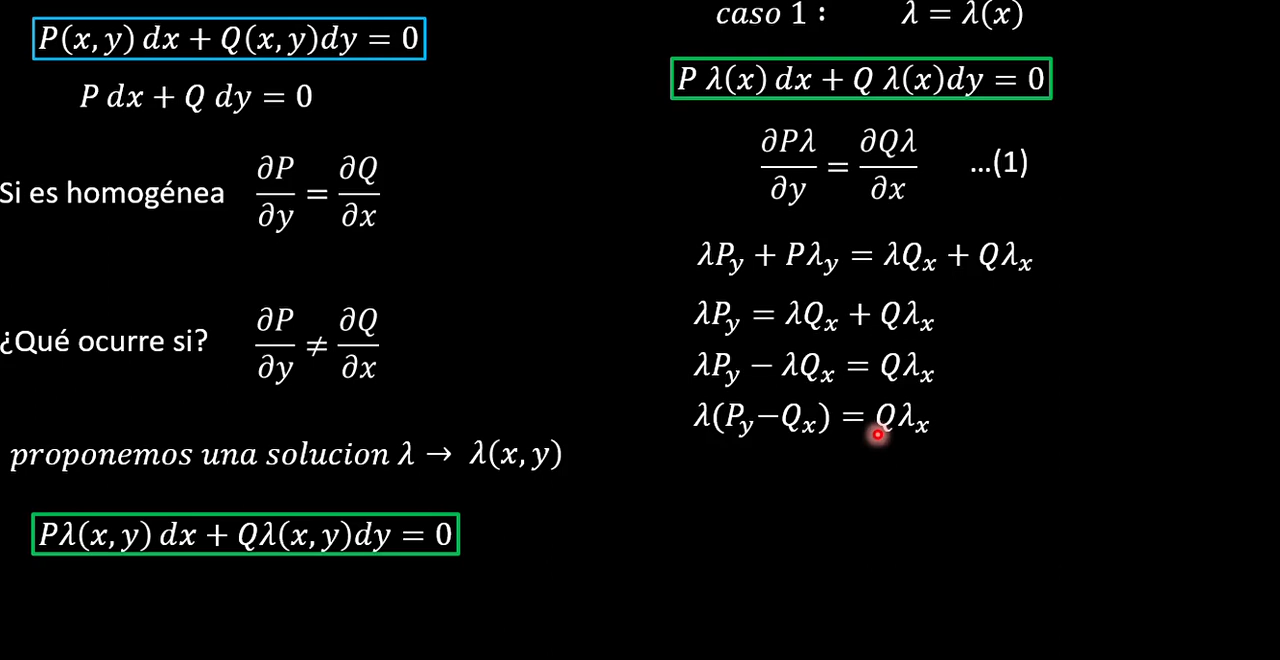 P(x, y) dx + Q(x, y)dy = 0
P dx + Q dy = 0
Si es homogénea ∂P/∂y = ∂Q/∂x
¿Qué ocurre si? ∂P/∂y ≠ ∂Q/∂x
proponemos una solucion λ → λ(x, y)
Pλ(x, y) dx + Qλ(x, y)dy = 0
caso 1 : λ = λ(x)
P λ(x) dx + Q λ(x)dy = 0
∂Pλ/∂y = ∂Qλ/∂x ...(1)
λP_y + Pλ_y = λQ_x + Qλ_x
λP_y = λQ_x + Qλ_x
λP_y − λQ_x = Qλ_x
λ(P_y−Q_x) = Qλ_x